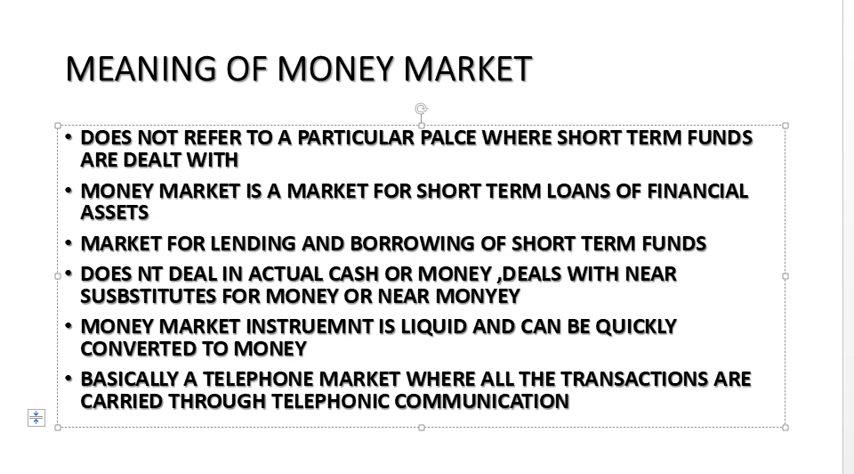 MEANING OF MONEY MARKET
• DOES NOT REFER TO A PARTICULAR PALCE WHERE SHORT TERM FUNDS
ARE DEALT WITH
• MONEY MARKET IS A MARKET FOR SHORT TERM LOANS OF FINANCIAL
ASSETS
• MARKET FOR LENDING AND BORROWING OF SHORT TERM FUNDS
• DOES NT DEAL IN ACTUAL CASH OR MONEY ,DEALS WITH NEAR
SUSBSTITUTES FOR MONEY OR NEAR MONYEY
• MONEY MARKET INSTRUEMNT IS LIQUID AND CAN BE QUICKLY
CONVERTED TO MONEY
• BASICALLY A TELEPHONE MARKET WHERE ALL THE TRANSACTIONS ARE
CARRIED THROUGH TELEPHONIC COMMUNICATION